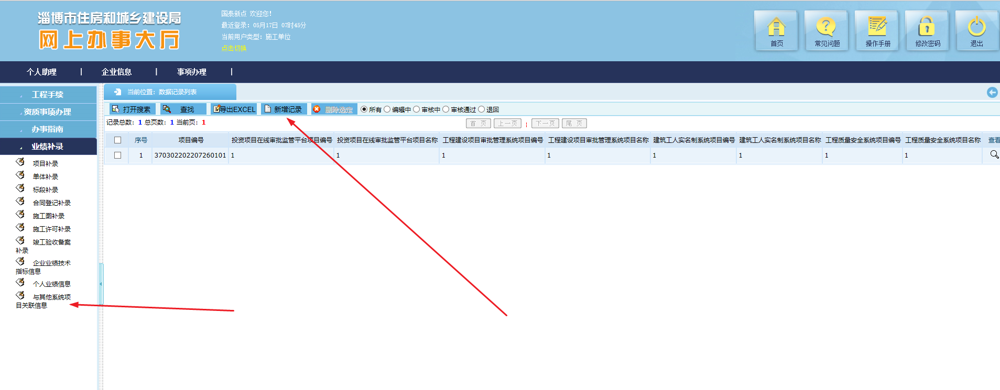 淄博市住房和城乡建设局
网上办事大厅
国泰新点 欢迎您!
最近登录: 05月17日 07时45分
当前用户类型: 施工单位
点击切换
首页
常见问题
操作手册
修改密码
退出
个人助理 | 企业信息 | 事项办理 |
工程手续
资质事项办理
办事指南
业绩补录
项目补录
单体补录
标段补录
合同登记补录
施工图补录
施工许可补录
竣工验收备案
补录
企业业绩技术
指标信息
个人业绩信息
与其他系统项
目关联信息
当前位置: 数据记录列表
打开搜索 查找 导出EXCEL 新增记录 删除选定 所有 编辑中 审核中 审核通过 退回
记录总数: 1 总页数: 1 当前页: 1
首 页 上一页 下一页 尾 页
序号 项目编号 投资项目在线审批监管平台项目编号 投资项目在线审批监管平台项目名称 工程建设项目审批管理系统项目编号 工程建设项目审批管理系统项目名称 建筑工人实名制系统项目编号 建筑工人实名制系统项目名称 工程质量安全系统项目编号 工程质量安全系统项目名称 查看
1 370302202207260101 1 1 1 1 1 1 1 1